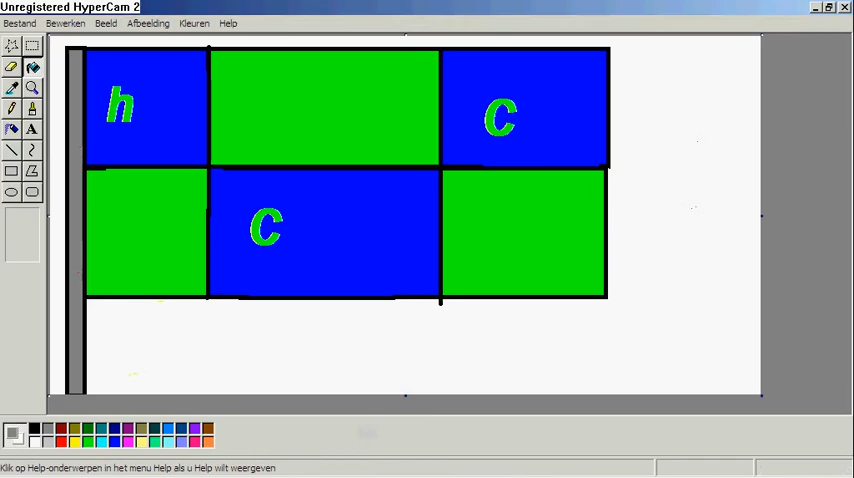 Unregistered HyperCam 2
Bestand Bewerken Beeld Afbeelding Kleuren Help
A
h
C
C
Klik op Help-onderwerpen in het menu Help als u Help wilt weergeven